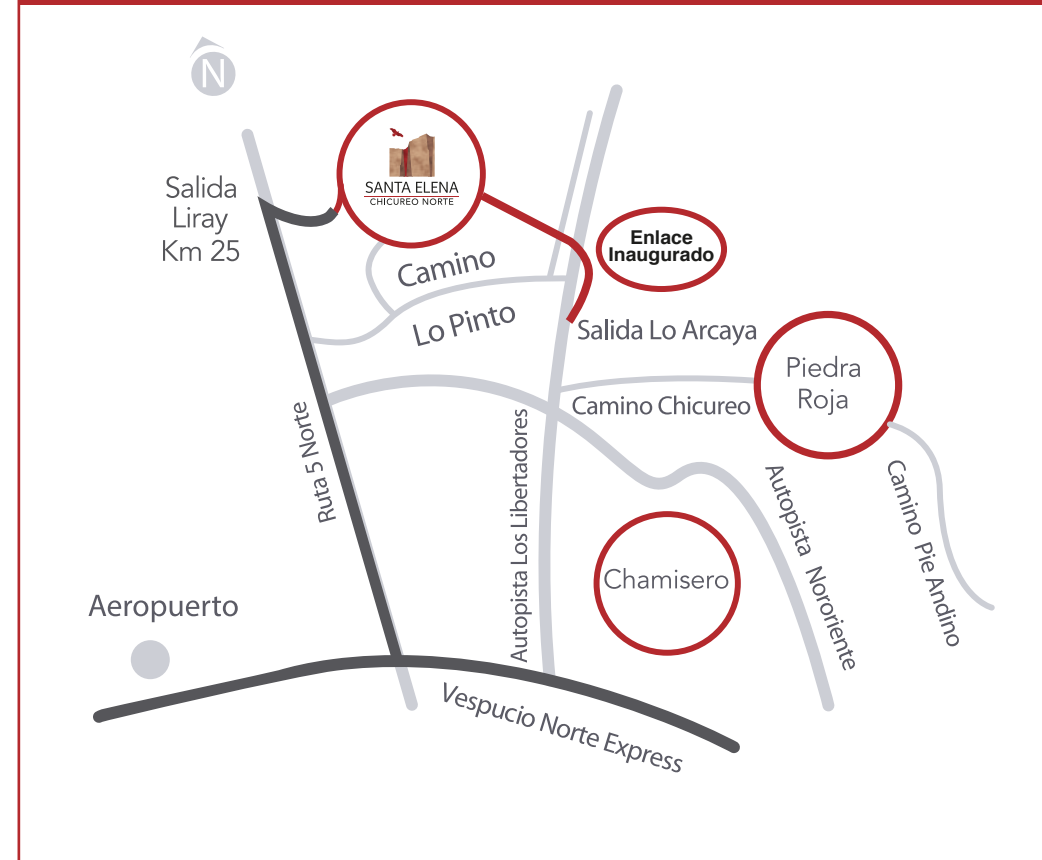 N
SANTA ELENA
CHICUREO NORTE
Salida
Liray
Km 25
Enlace
Inaugurado
Camino
Lo Pinto
Salida Lo Arcaya
Piedra
Roja
Camino Chicureo
Ruta 5 Norte
Autopista Los Libertadores
Autopista Nororiente
Camino Pie Andino
Chamisero
Aeropuerto
Vespucio Norte Express